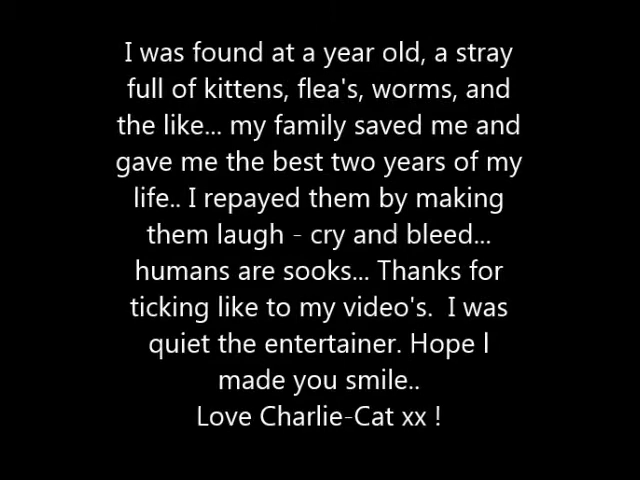 I was found at a year old, a stray
full of kittens, flea's, worms, and
the like... my family saved me and
gave me the best two years of my
life.. I repayed them by making
them laugh - cry and bleed...
humans are sooks... Thanks for
ticking like to my video's.  I was
quiet the entertainer. Hope I
made you smile..
Love Charlie-Cat xx !